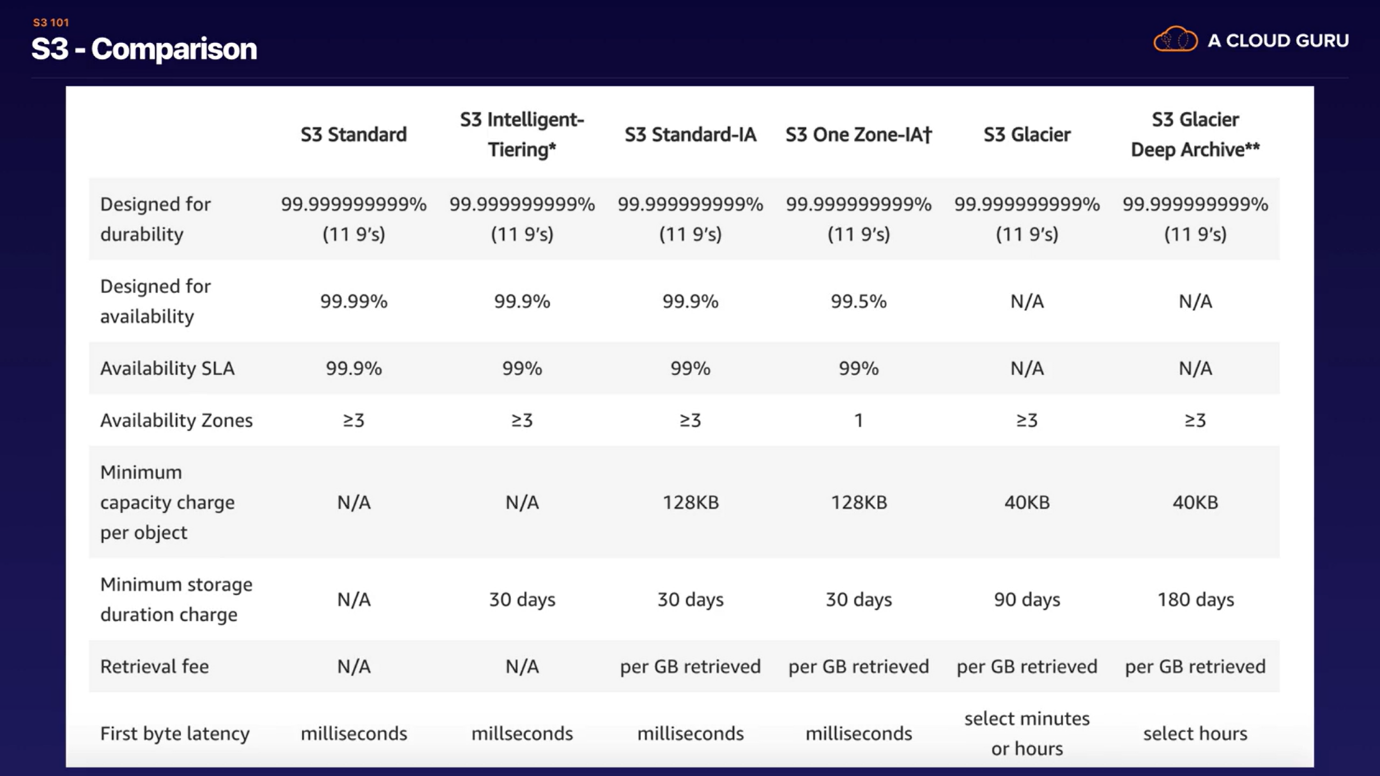 S3 101
S3 - Comparison
A CLOUD GURU
S3 Standard
S3 Intelligent-
Tiering*
S3 Standard-IA
S3 One Zone-IA†
S3 Glacier
S3 Glacier
Deep Archive**
Designed for
durability
99.999999999%
(11 9’s)
99.999999999%
(11 9’s)
99.999999999%
(11 9’s)
99.999999999%
(11 9’s)
99.999999999%
(11 9’s)
99.999999999%
(11 9’s)
Designed for
availability
99.99%
99.9%
99.9%
99.5%
N/A
N/A
Availability SLA
99.9%
99%
99%
99%
N/A
N/A
Availability Zones
≥3
≥3
≥3
1
≥3
≥3
Minimum
capacity charge
per object
N/A
N/A
128KB
128KB
40KB
40KB
Minimum storage
duration charge
N/A
30 days
30 days
30 days
90 days
180 days
Retrieval fee
N/A
N/A
per GB retrieved
per GB retrieved
per GB retrieved
per GB retrieved
First byte latency
milliseconds
millseconds
milliseconds
milliseconds
select minutes
or hours
select hours